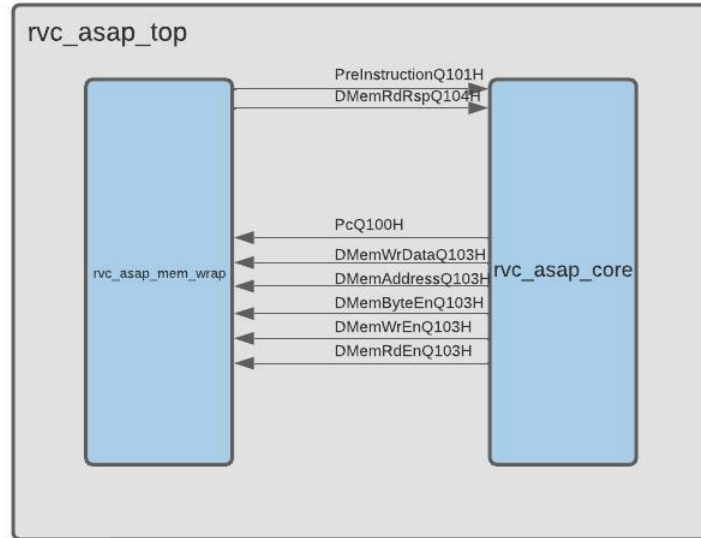 rvc_asap_top
PreInstructionQ101H
DMemRdRspQ104H
PcQ100H
DMemWrDataQ103H
rvc_asap_mem_wrap
DMemAddressQ103H
rvc_asap_core
DMemByteEnQ103H
DMemWrEnQ103H
DMemRdEnQ103H